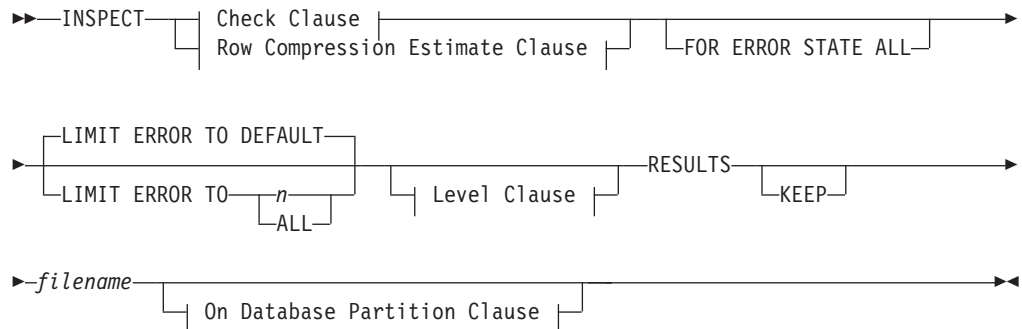 INSPECT Check Clause
Row Compression Estimate Clause FOR ERROR STATE ALL
LIMIT ERROR TO DEFAULT
LIMIT ERROR TO n
ALL
Level Clause
RESULTS
KEEP
filename
On Database Partition Clause